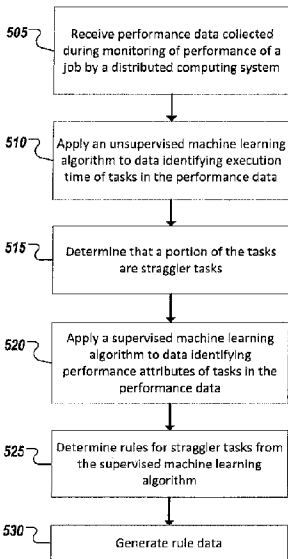 505
Receive performance data collected
during monitoring of performance of a
job by a distributed computing system
510
Apply an unsupervised machine learning
algorithm to data identifying execution
time of tasks in the performance data
515
Determine that a portion of the tasks
are straggler tasks
520
Apply a supervised machine learning
algorithm to data identifying
performance attributes of tasks in the
performance data
525
Determine rules for straggler tasks from
the supervised machine learning
algorithm
530
Generate rule data